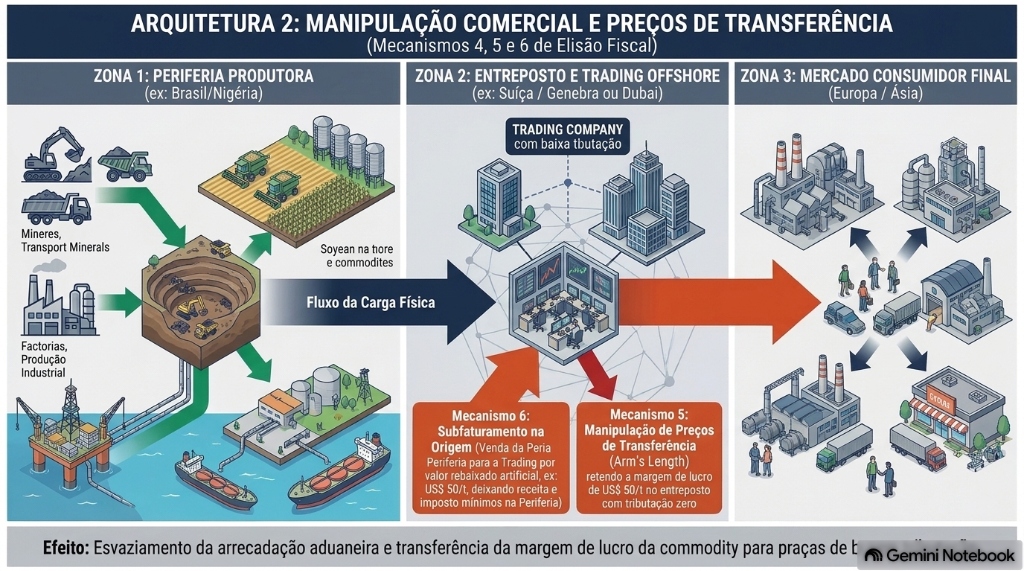 ARQUITETURA 2: MANIPULAÇÃO COMERCIAL E PREÇOS DE TRANSFERÊNCIA
(Mecanismos 4, 5 e 6 de Elisão Fiscal)
ZONA 1: PERIFERIA PRODUTORA
(ex: Brasil/Nigéria)
Mineres,
Transport Minerals
Soyean na hore
e commodites
Factorias,
Produção
Industrial
Fluxo da Carga Física
ZONA 2: ENTREPOSTO E TRADING OFFSHORE
(ex: Suíça / Genebra ou Dubai)
TRADING COMPANY
com baixa tbutação
Mecanismo 6:
Subfaturamento na
Origem (Venda da Peria
Periferia para a Trading por
valor rebaixado artificial, ex:
US$ 50/t, deixando receita e
imposto mínimos na Periferia)
Mecanismo 5:
Manipulação de Preços
de Transferência
(Arm's Length)
retendo a margem de lucro
de US$ 50/t no entreposto
com tributação zero
ZONA 3: MERCADO CONSUMIDOR FINAL
(Europa / Ásia)
Efeito: Esvaziamento da arrecadação aduaneira e transferência da margem de lucro da commodity para praças de
Gemini Notebook